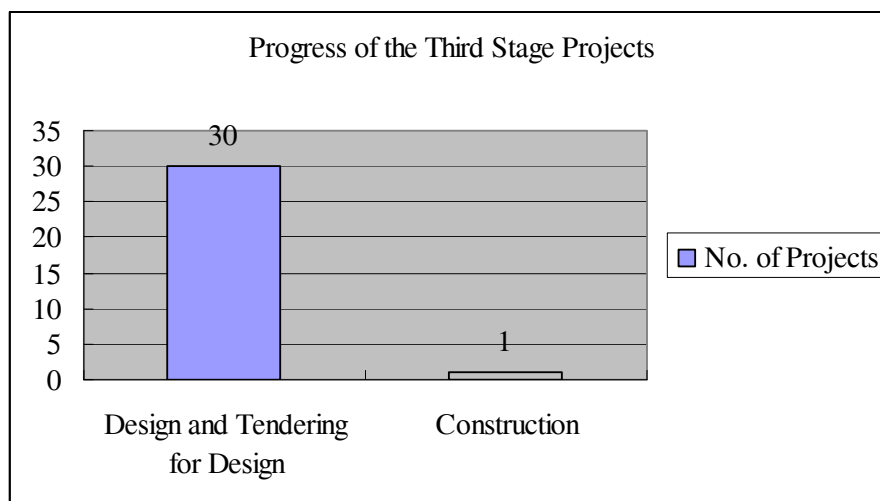 Progress of the Third Stage Projects
35
30
25
20
15
10
5
0
30
1
Design and Tendering
for Design
Construction
No. of Projects